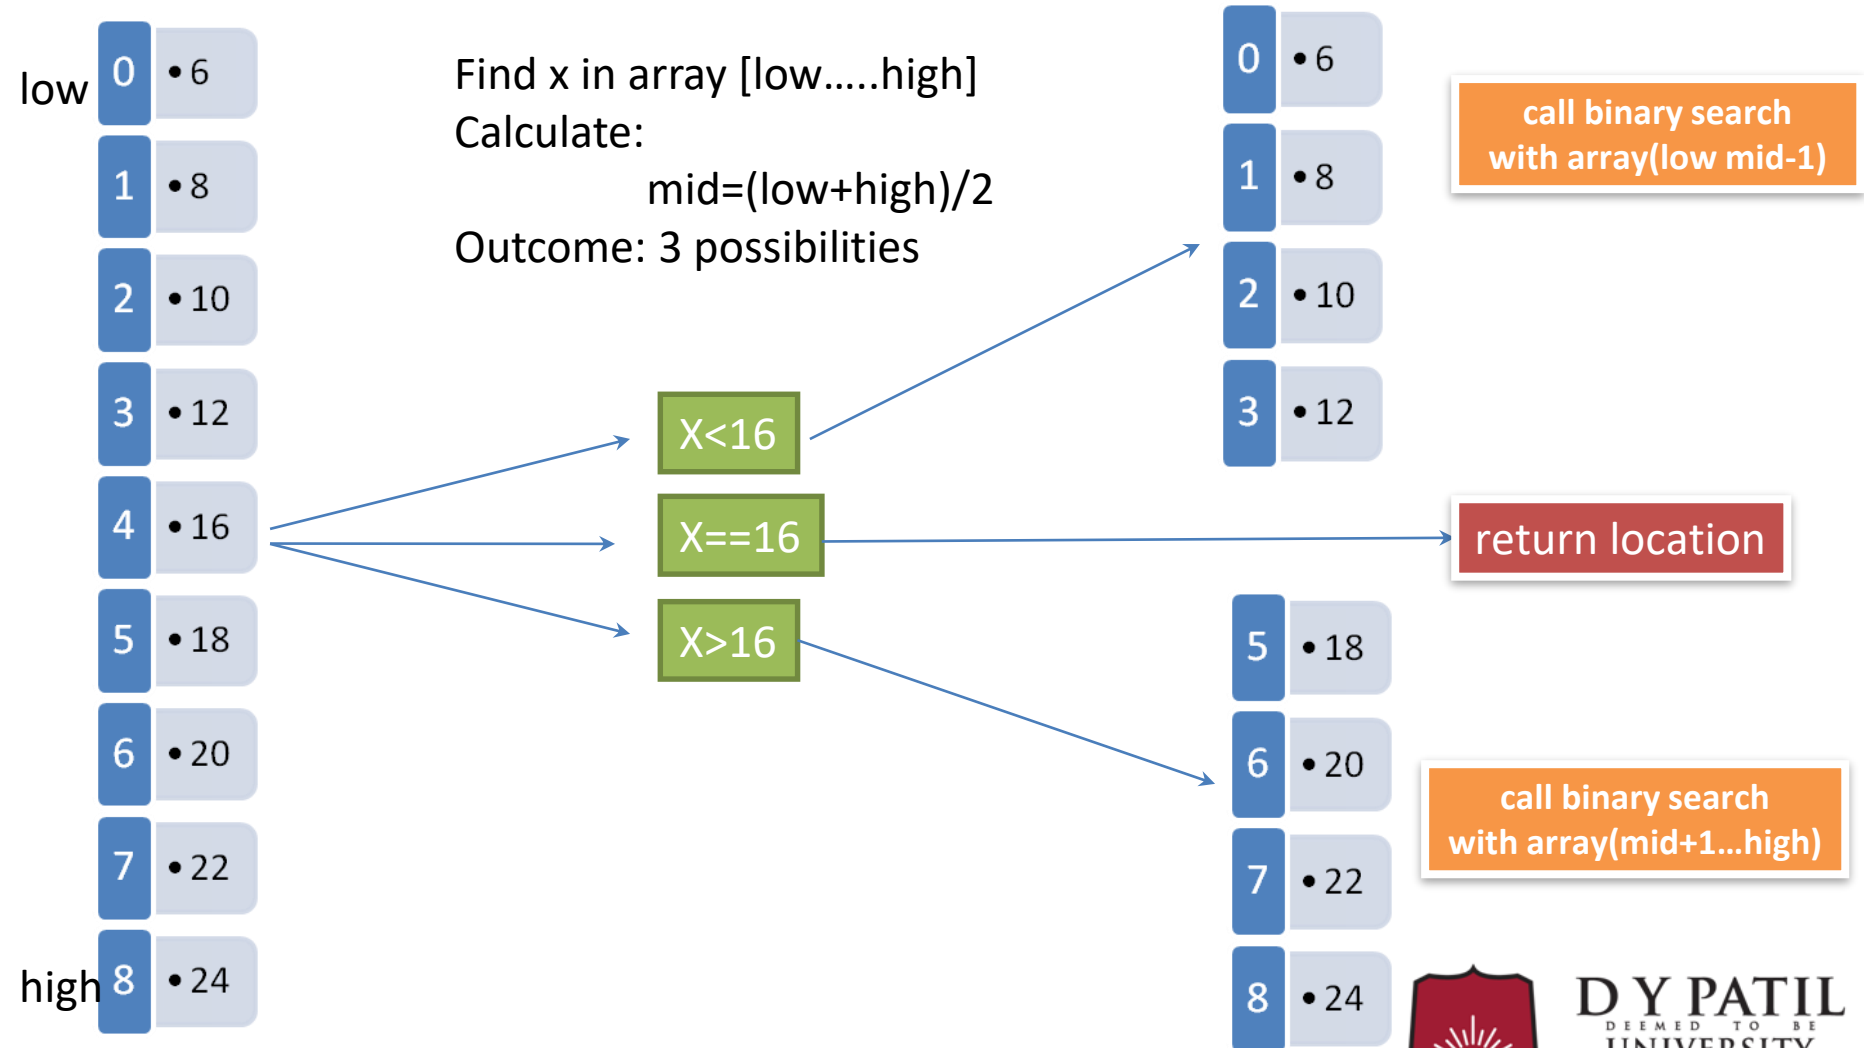 low
0 • 6
1 • 8
2 • 10
3 • 12
4 • 16
5 • 18
6 • 20
7 • 22
high 8 • 24
Find x in array [low.....high]
Calculate:
mid=(low+high)/2
Outcome: 3 possibilities
X<16
X==16
X>16
0 • 6
1 • 8
2 • 10
3 • 12
call binary search
with array(low mid-1)
return location
5 • 18
6 • 20
7 • 22
8 • 24
call binary search
with array(mid+1...high)
D Y PATIL
DEEMED TO BE
UNIVERSITY